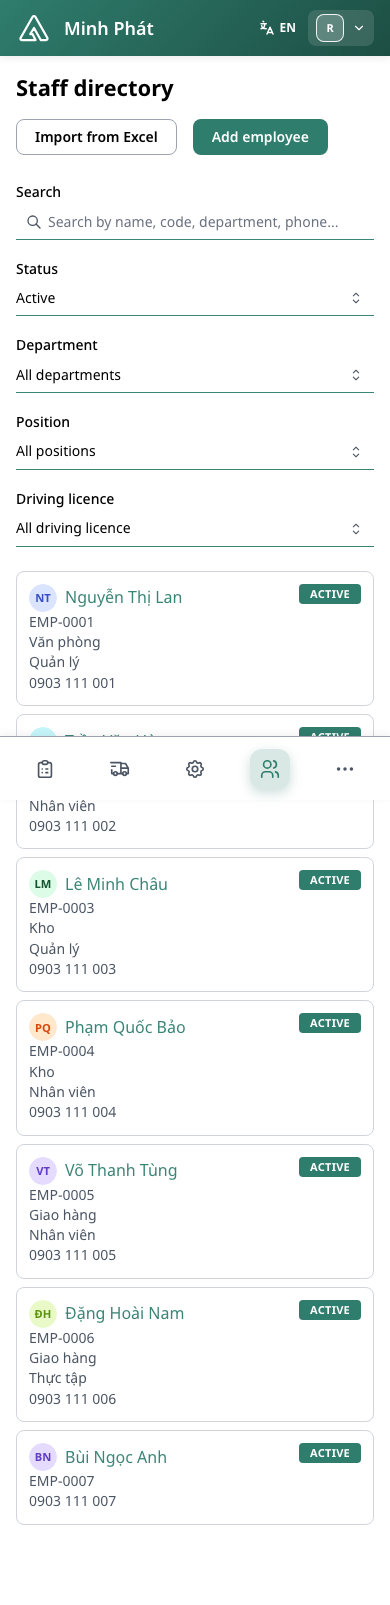 Minh Phát
EN
R
Staff directory
Import from Excel
Add employee
Search
Search by name, code, department, phone...
Status
Active
Department
All departments
Position
All positions
Driving licence
All driving licence
NT
Nguyễn Thị Lan
ACTIVE
EMP-0001
Văn phòng
Quản lý
0903 111 001
Nhân viên
0903 111 002
LM
Lê Minh Châu
ACTIVE
EMP-0003
Kho
Quản lý
0903 111 003
PQ
Phạm Quốc Bảo
ACTIVE
EMP-0004
Kho
Nhân viên
0903 111 004
VT
Võ Thanh Tùng
ACTIVE
EMP-0005
Giao hàng
Nhân viên
0903 111 005
ĐH
Đặng Hoài Nam
ACTIVE
EMP-0006
Giao hàng
Thực tập
0903 111 006
BN
Bùi Ngọc Anh
ACTIVE
EMP-0007
0903 111 007